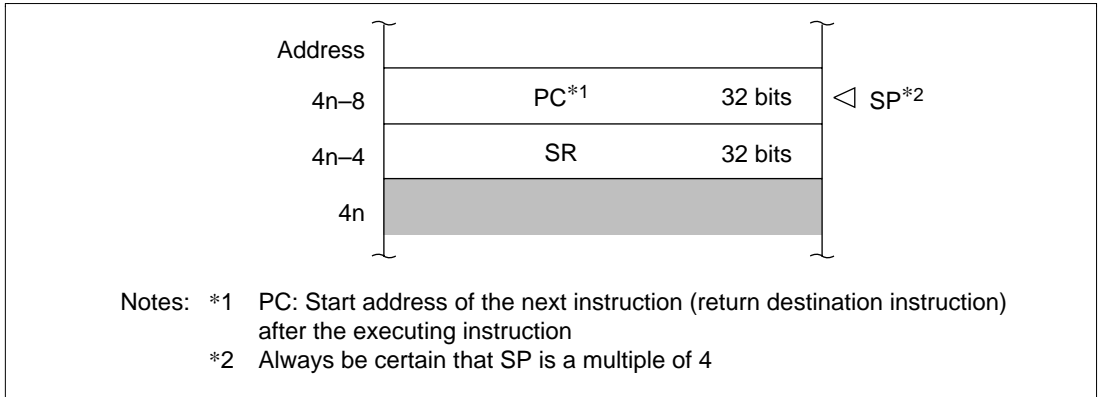 Address
4n–8 PC*1 32 bits SP*2
4n–4 SR 32 bits
4n
Notes: *1 PC: Start address of the next instruction (return destination instruction)
after the executing instruction
*2 Always be certain that SP is a multiple of 4